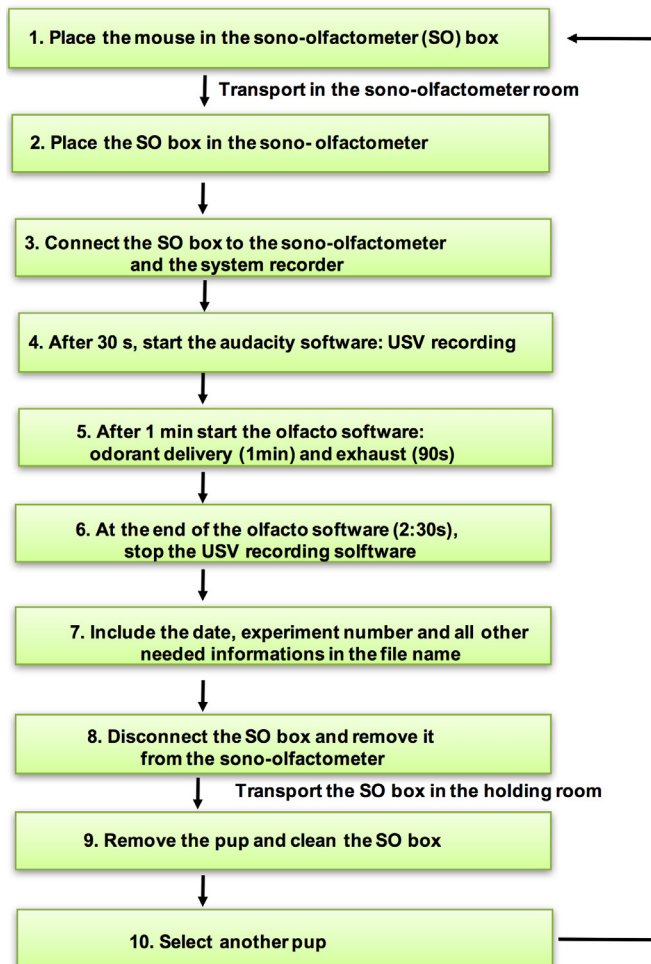 1. Place the mouse in the sono-olfactometer (SO) box
Transport in the sono-olfactometer room
2. Place the SO box in the sono- olfactometer
3. Connect the SO box to the sono-olfactometer
and the system recorder
4. After 30 s, start the audacity software: USV recording
5. After 1 min start the olfacto software:
odorant delivery (1min) and exhaust (90s)
6. At the end of the olfacto software (2:30s),
stop the USV recording solftware
7. Include the date, experiment number and all other
needed informations in the file name
8. Disconnect the SO box and remove it
from the sono-olfactometer
Transport the SO box in the holding room
9. Remove the pup and clean the SO box
10. Select another pup